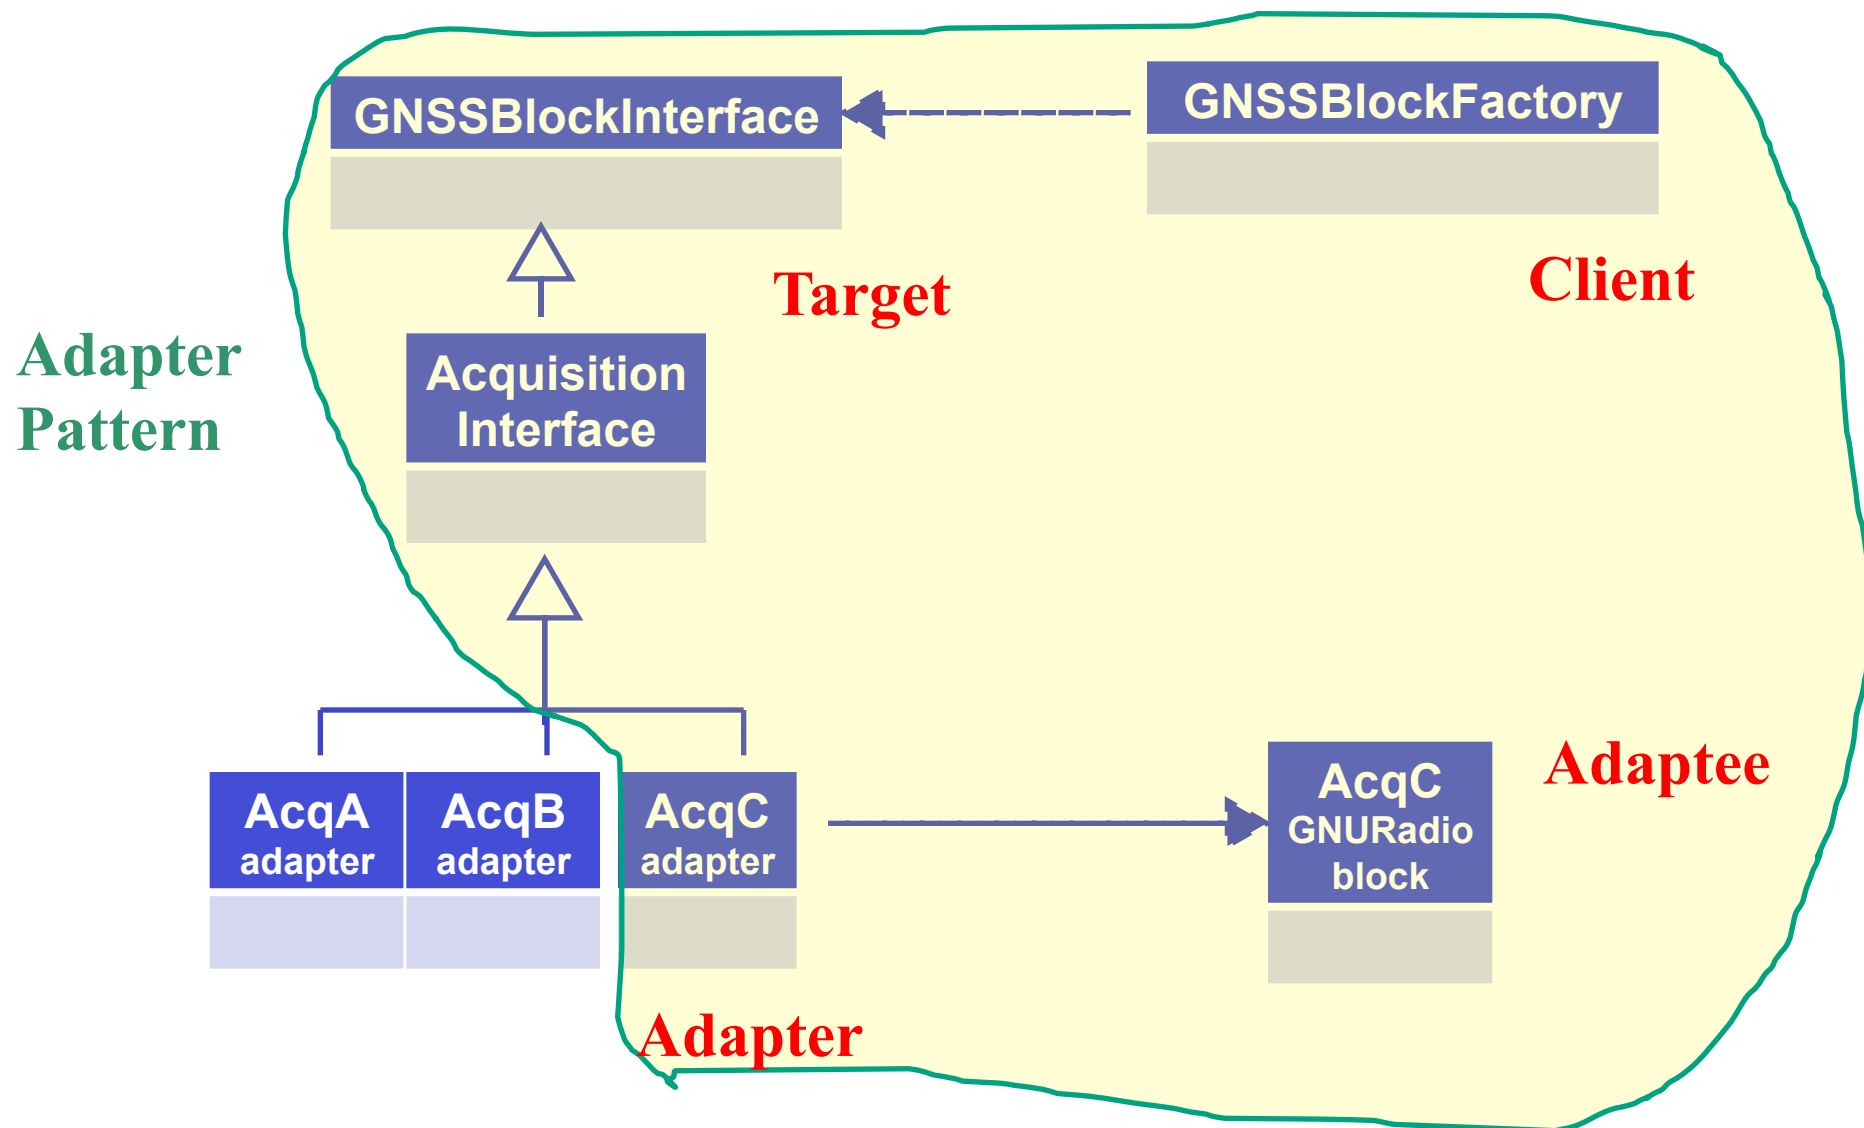 GNSSBlockInterface
GNSSBlockFactory
Target
Client
Adapter
Pattern
Acquisition
Interface
AcqA
adapter
AcqB
adapter
AcqC
adapter
AcqC
GNURadio
block
Adaptee
Adapter